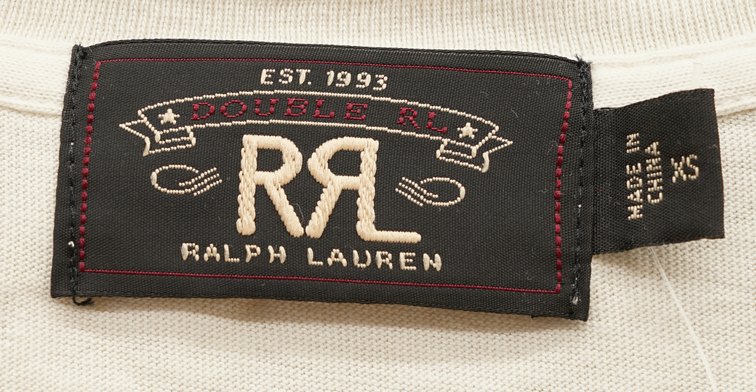 EST. 1993
DOUBLE RL
RRL
RALPH LAUREN
MADE IN
CHINA
XS